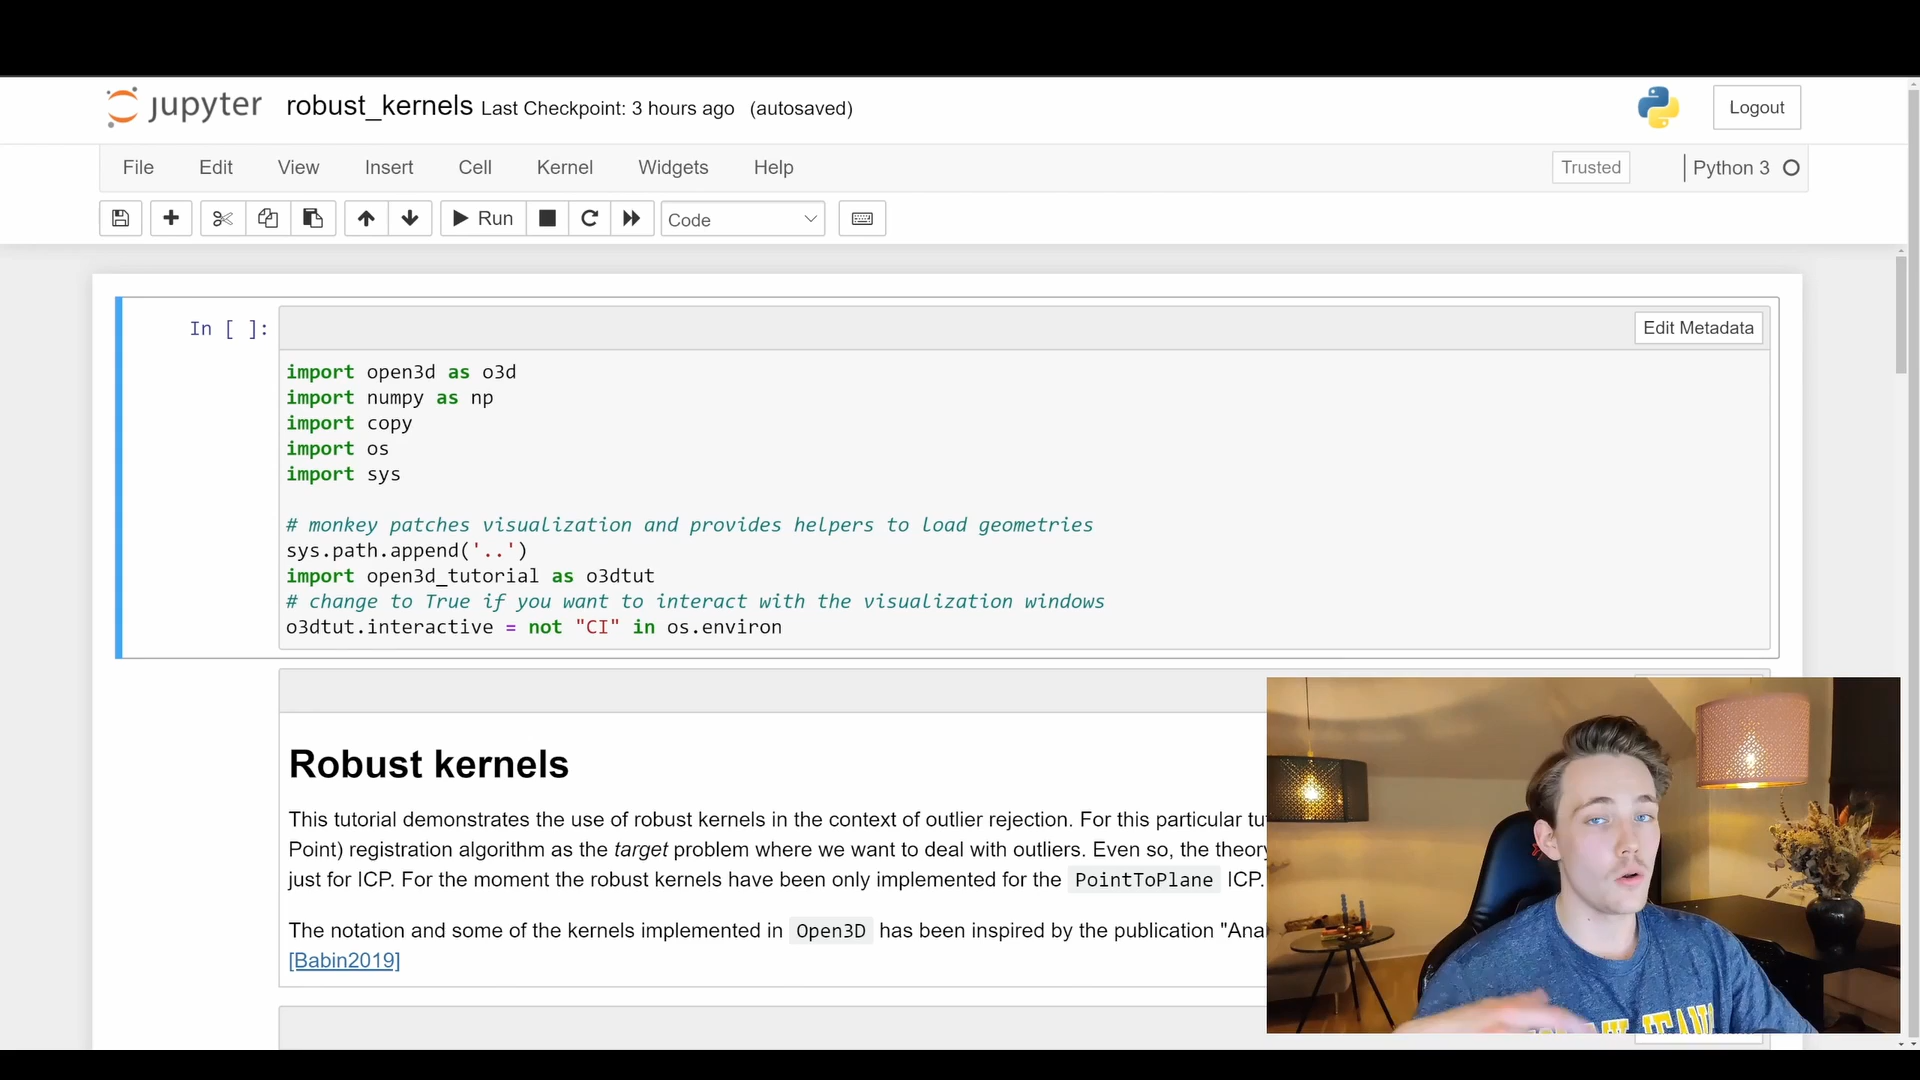 jupyter robust_kernels Last Checkpoint: 3 hours ago (autosaved) Logout
File Edit View Insert Cell Kernel Widgets Help Trusted Python 3
Run Code
In [ ]: Edit Metadata
import open3d as o3d
import numpy as np
import copy
import os
import sys
# monkey patches visualization and provides helpers to load geometries
sys.path.append('..')
import open3d_tutorial as o3dtut
# change to True if you want to interact with the visualization windows
o3dtut.interactive = not "CI" in os.environ
Robust kernels
This tutorial demonstrates the use of robust kernels in the context of outlier rejection. For this particular
Point) registration algorithm as the target problem where we want to deal with outliers. Even so, the theory
just for ICP. For the moment the robust kernels have been only implemented for the PointToPlane ICP.
The notation and some of the kernels implemented in Open3D has been inspired by the publication
[Babin2019]
JEANS